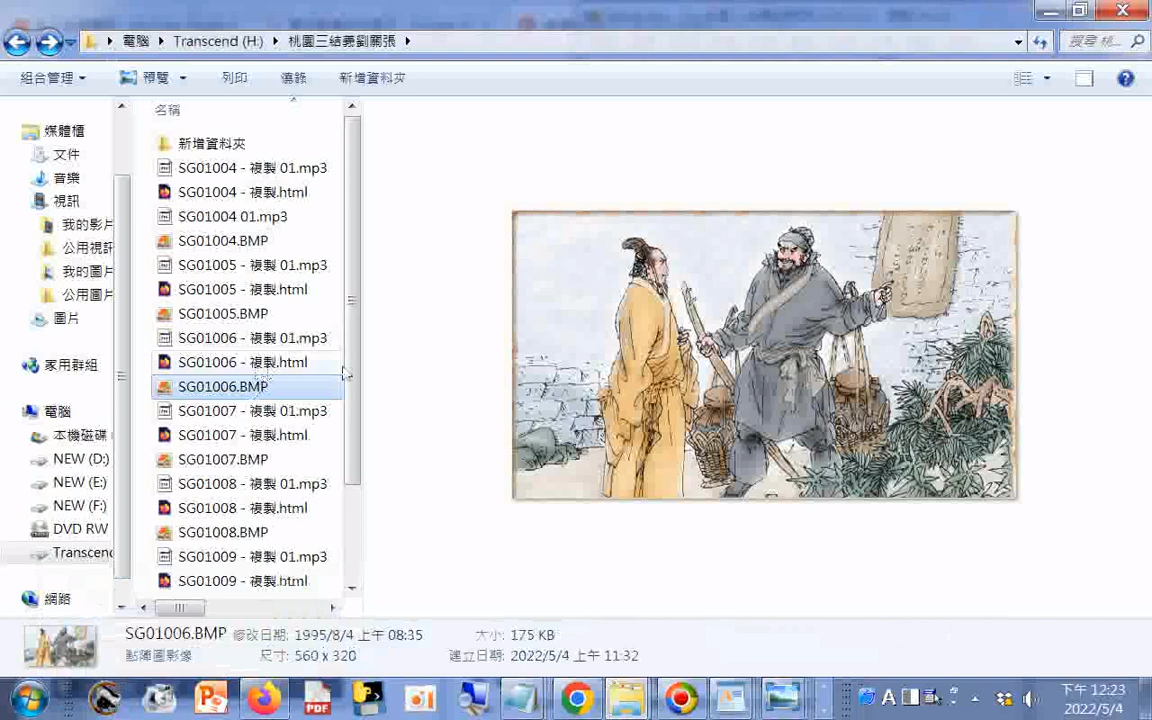 電腦 Transcend (H:) 桃園三結義劉關張
搜尋 桃...
組合管理 預覽 列印 燒錄 新增資料夾
名稱
媒體櫃
文件
音樂
視訊
我的影片
公用視訊
我的圖片
公用圖片
圖片
家用群組
電腦
本機磁碟
NEW (D:)
NEW (E:)
NEW (F:)
DVD RW
Transcend
網路
新增資料夾
SG01004 - 複製 01.mp3
SG01004 - 複製.html
SG01004 01.mp3
SG01004.BMP
SG01005 - 複製 01.mp3
SG01005 - 複製.html
SG01005.BMP
SG01006 - 複製 01.mp3
SG01006 - 複製.html
SG01006.BMP
SG01007 - 複製 01.mp3
SG01007 - 複製.html
SG01007.BMP
SG01008 - 複製 01.mp3
SG01008 - 複製.html
SG01008.BMP
SG01009 - 複製 01.mp3
SG01009 - 複製.html
SG01006.BMP 修改日期: 1995/8/4 上午 08:35 大小: 175 KB
點陣圖影像 尺寸: 560 x 320 建立日期: 2022/5/4 上午 11:32
A
下午 12:23
2022/5/4